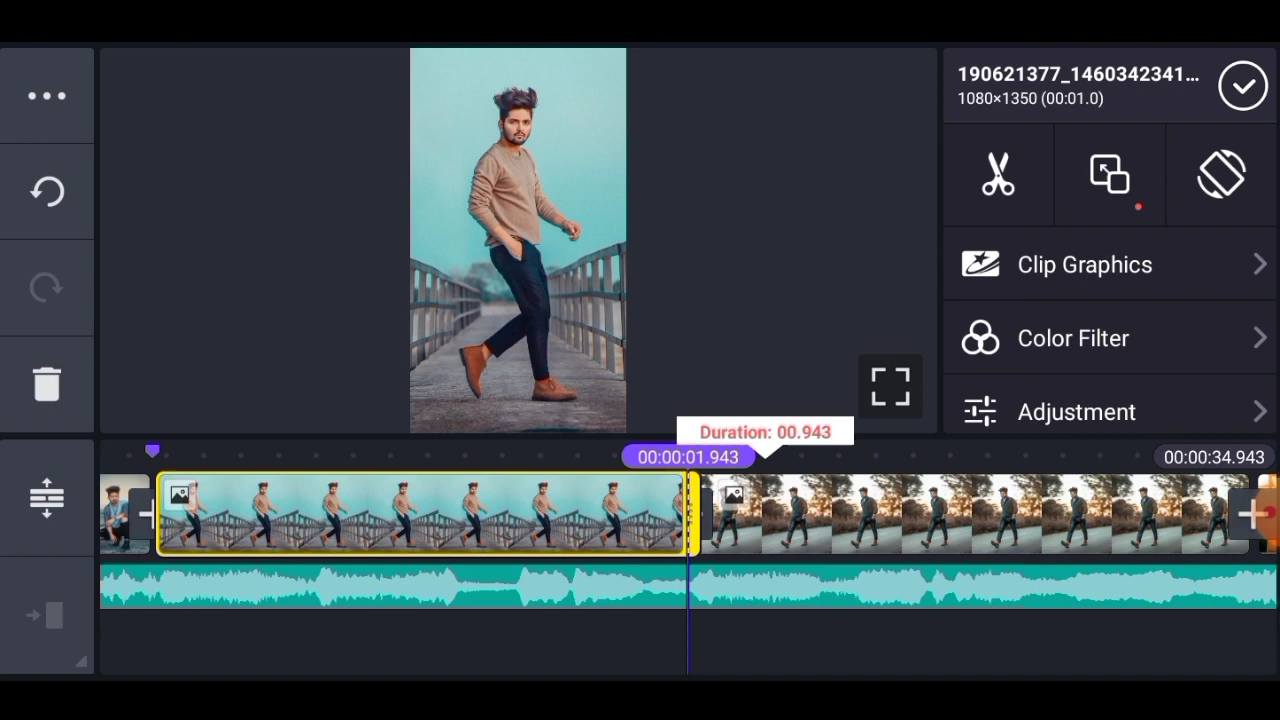 190621377_1460342341...
1080×1350 (00:01.0)
Clip Graphics
Color Filter
Adjustment
Duration: 00.943
00:00:01.943
00:00:34.943